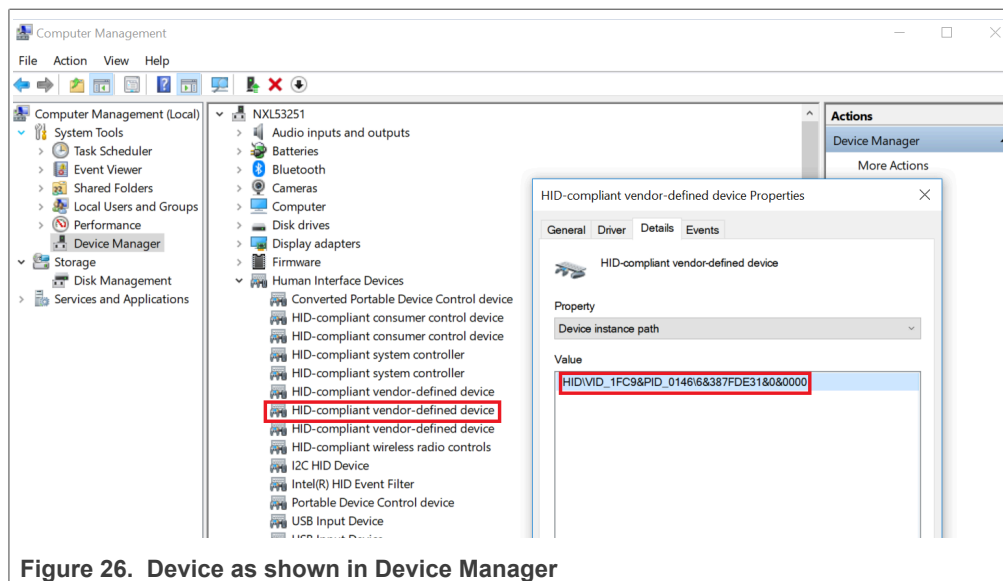 Computer Management
File Action View Help
Computer Management (Local)
System Tools
Task Scheduler
Event Viewer
Shared Folders
Local Users and Groups
Performance
Device Manager
Storage
Disk Management
Services and Applications
NXL53251
Audio inputs and outputs
Batteries
Bluetooth
Cameras
Computer
Disk drives
Display adapters
Firmware
Human Interface Devices
Converted Portable Device Control device
HID-compliant consumer control device
HID-compliant consumer control device
HID-compliant system controller
HID-compliant system controller
HID-compliant vendor-defined device
HID-compliant vendor-defined device
HID-compliant vendor-defined device
HID-compliant wireless radio controls
I2C HID Device
Intel(R) HID Event Filter
Portable Device Control device
USB Input Device
USB Input Device
Actions
Device Manager
More Actions
HID-compliant vendor-defined device Properties
General Driver Details Events
HID-compliant vendor-defined device
Property
Device instance path
Value
HID\VID_1FC9&PID_0146\6&387FDE31&0&0000
Figure 26. Device as shown in Device Manager